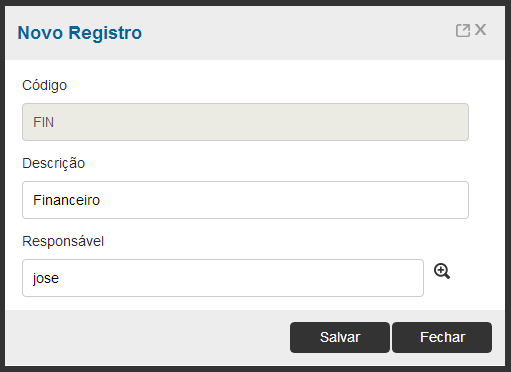 Novo Registro
Código
FIN
Descrição
Financeiro
Responsável
jose
Salvar Fechar